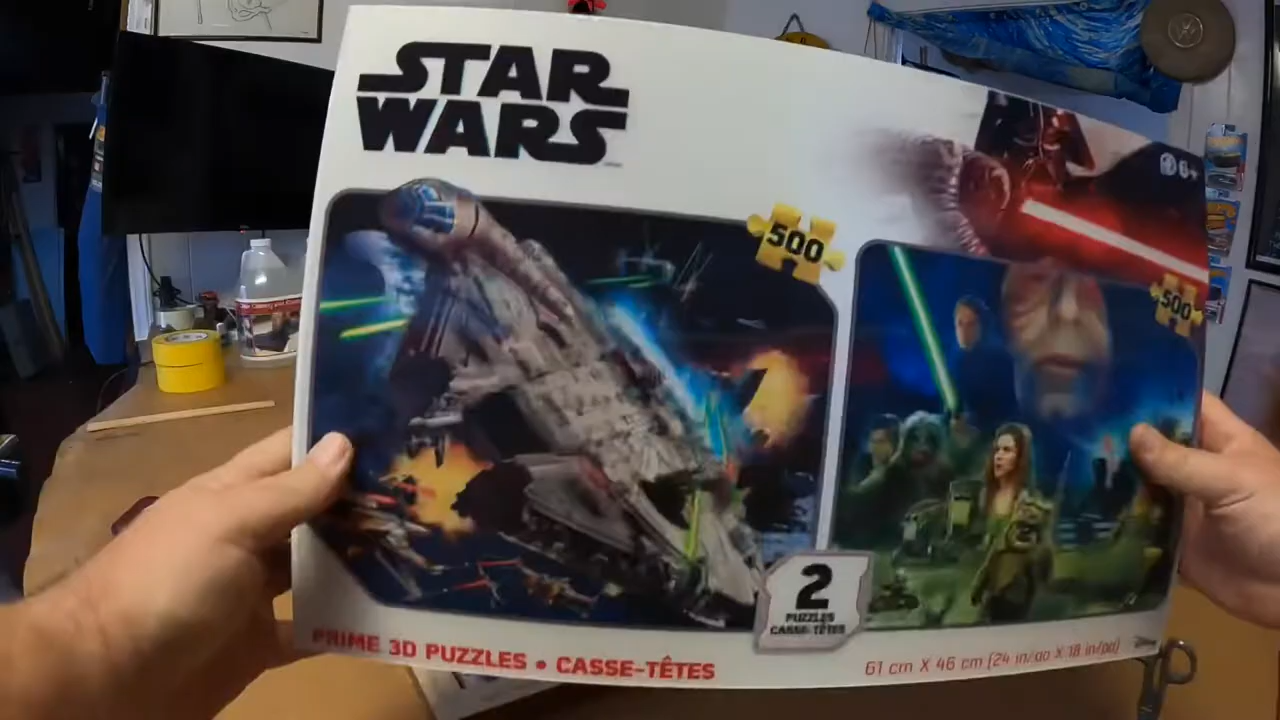 STAR
WARS
6+
500
500
2
PUZZLES
CASSE-TÊTES
PRIME 3D PUZZLES • CASSE-TÊTES
61 cm X 46 cm (24 in/po X 18 in/po)